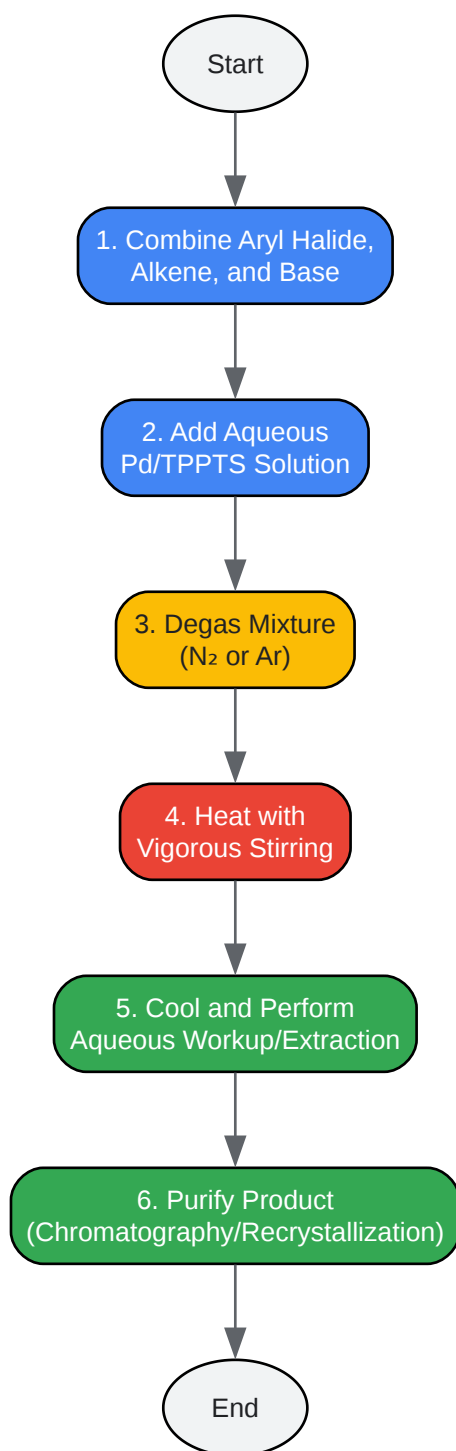 Start
1. Combine Aryl Halide,
Alkene, and Base
2. Add Aqueous
Pd/TPPTS Solution
3. Degas Mixture
(N₂ or Ar)
4. Heat with
Vigorous Stirring
5. Cool and Perform
Aqueous Workup/Extraction
6. Purify Product
(Chromatography/Recrystallization)
End